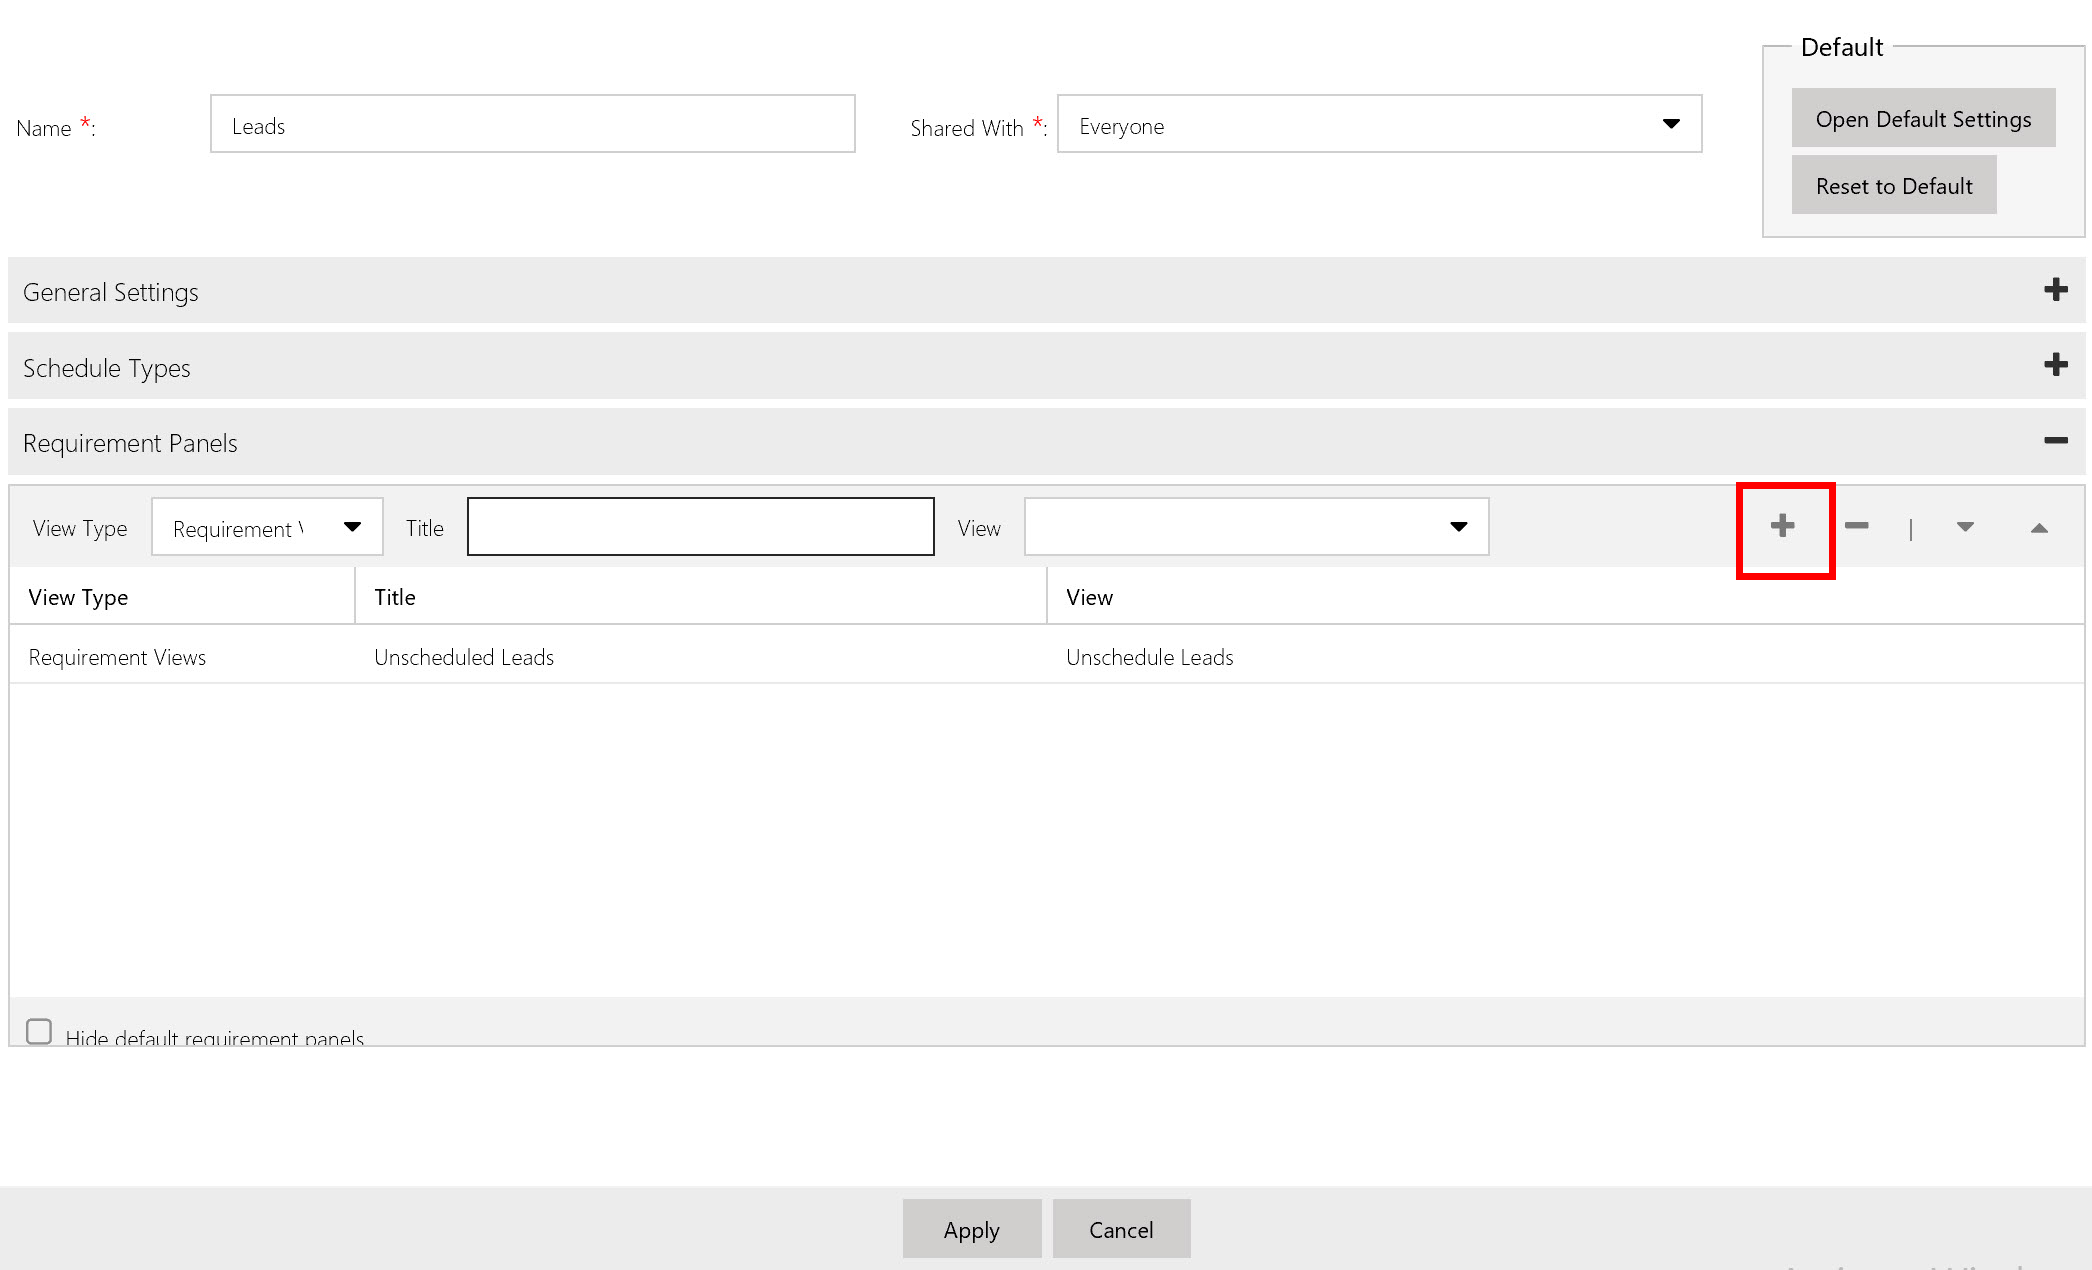 Default
Name *:
Leads
Shared With *:
Everyone
Open Default Settings
Reset to Default
General Settings
Schedule Types
Requirement Panels
View Type
Requirement
Title
View
|
View Type
Title
View
Requirement Views
Unscheduled Leads
Unschedule Leads
Hide default requirement panels
Apply
Cancel